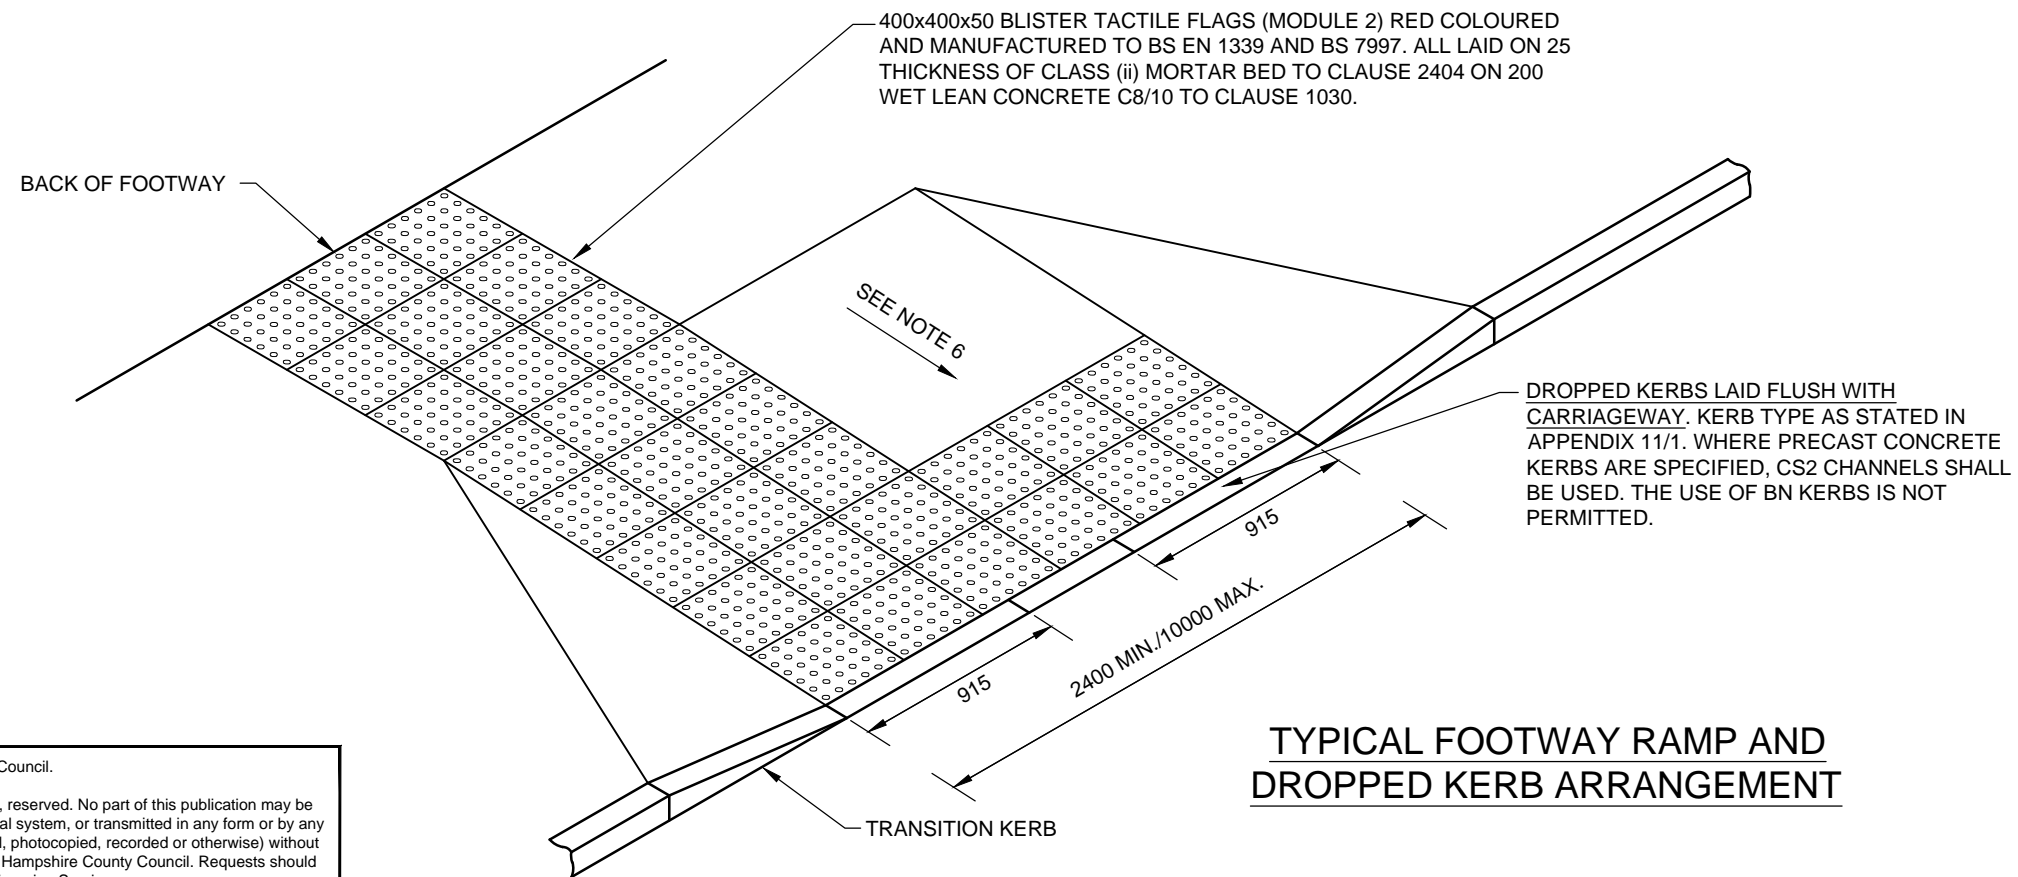 400x400x50 BLISTER TACTILE FLAGS (MODULE 2) RED COLOURED
AND MANUFACTURED TO BS EN 1339 AND BS 7997. ALL LAID ON 25
THICKNESS OF CLASS (ii) MORTAR BED TO CLAUSE 2404 ON 200
WET LEAN CONCRETE C8/10 TO CLAUSE 1030.
BACK OF FOOTWAY
SEE NOTE 6
DROPPED KERBS LAID FLUSH WITH
CARRIAGEWAY. KERB TYPE AS STATED IN
APPENDIX 11/1. WHERE PRECAST CONCRETE
KERBS ARE SPECIFIED, CS2 CHANNELS SHALL
BE USED. THE USE OF BN KERBS IS NOT
PERMITTED.
915
2400 MIN./10000 MAX.
915
TYPICAL FOOTWAY RAMP AND
DROPPED KERB ARRANGEMENT
TRANSITION KERB
Council.
, reserved. No part of this publication may be
al system, or transmitted in any form or by any
, photocopied, recorded or otherwise) without
Hampshire County Council. Requests should